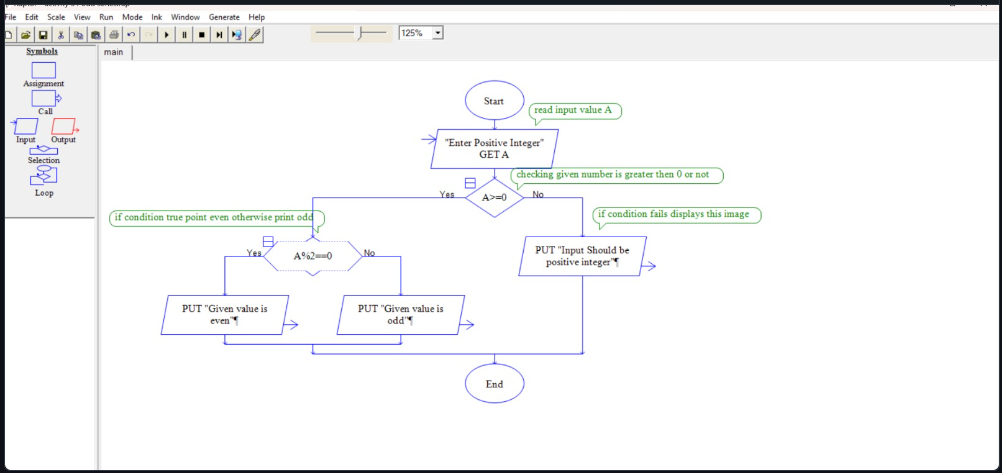 File Edit Scale View Run Mode Ink Window Generate Help
125%
Symbols
main
Assignment
Call
Input Output
Selection
Loop
Start
read input value A
"Enter Positive Integer"
GET A
checking given number is greater then 0 or not
Yes
A>=0
No
if condition true point even otherwise print odd
if condition fails displays this image
Yes
A%2==0
No
PUT "Input Should be
positive integer"¶
PUT "Given value is
even"¶
PUT "Given value is
odd"¶
End